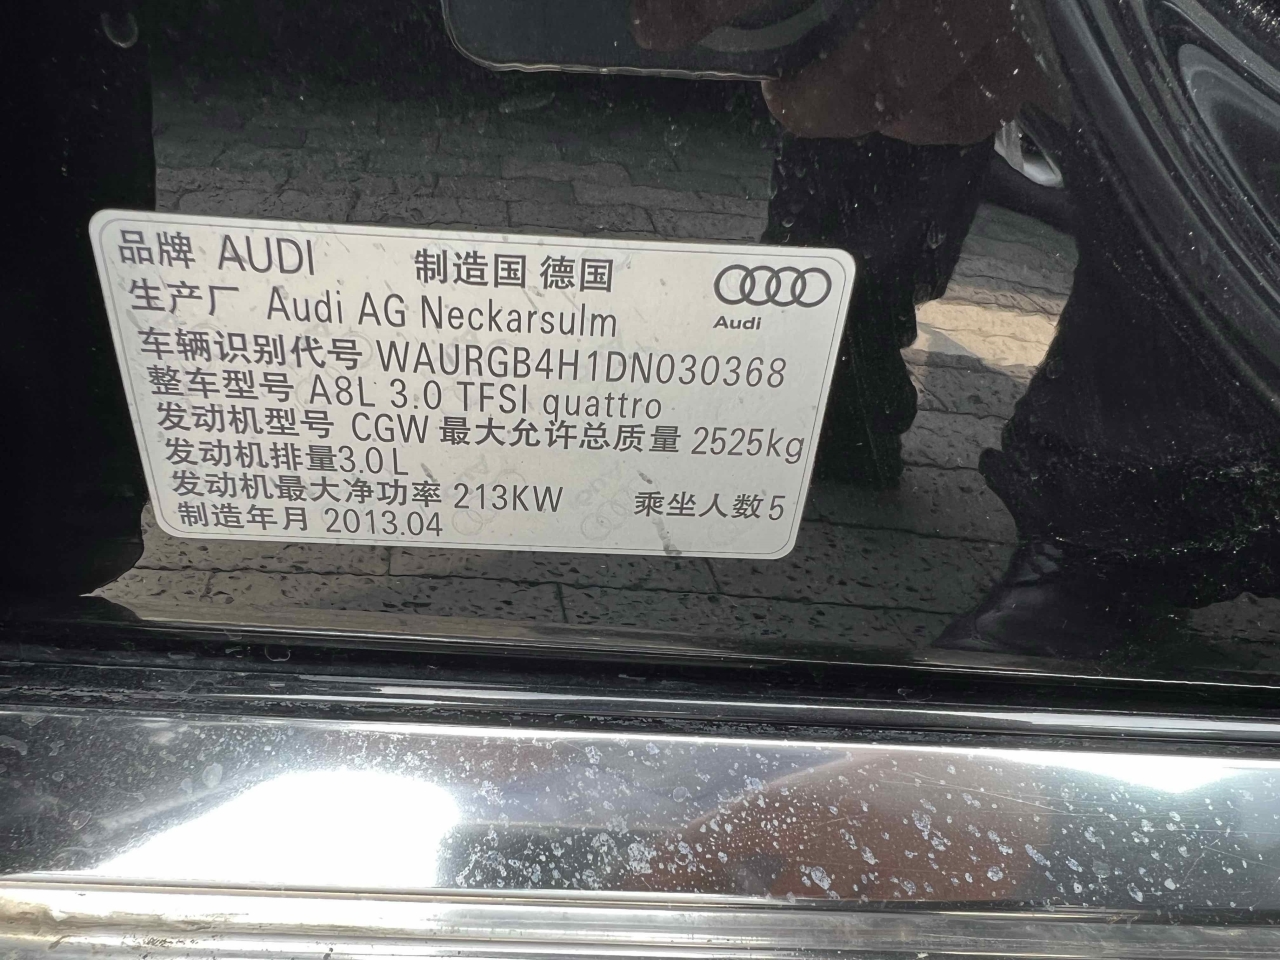 品牌 AUDI 制造国 德国
Audi
生产厂 Audi AG Neckarsulm
车辆识别代号 WAURGB4H1DN030368
整车型号 A8L 3.0 TFSI quattro
发动机型号 CGW 最大允许总质量 2525kg
发动机排量3.0L
发动机最大净功率 213KW 乘坐人数5
制造年月 2013.04